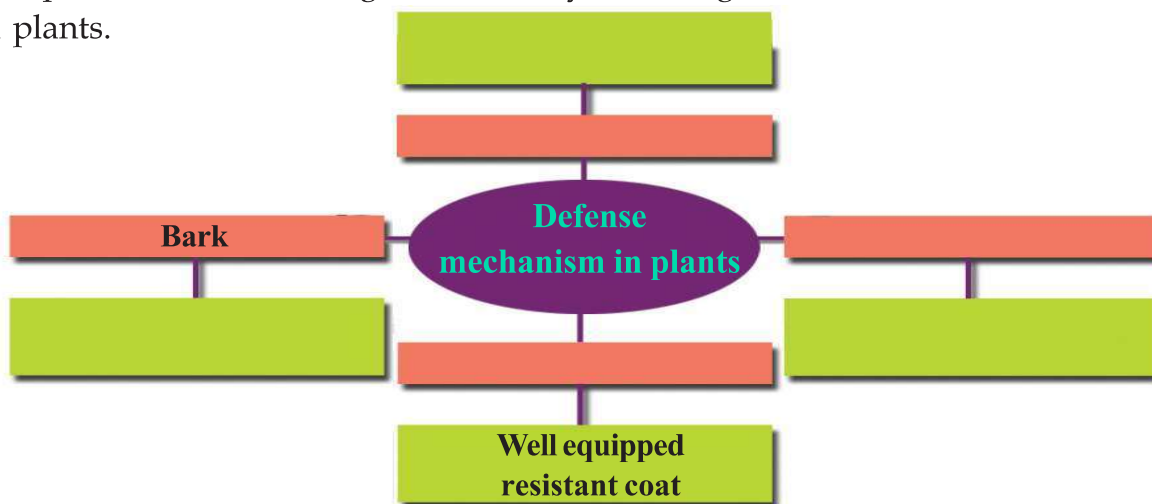 plants.
Defense
mechanism in plants
Bark
Well equipped
resistant coat